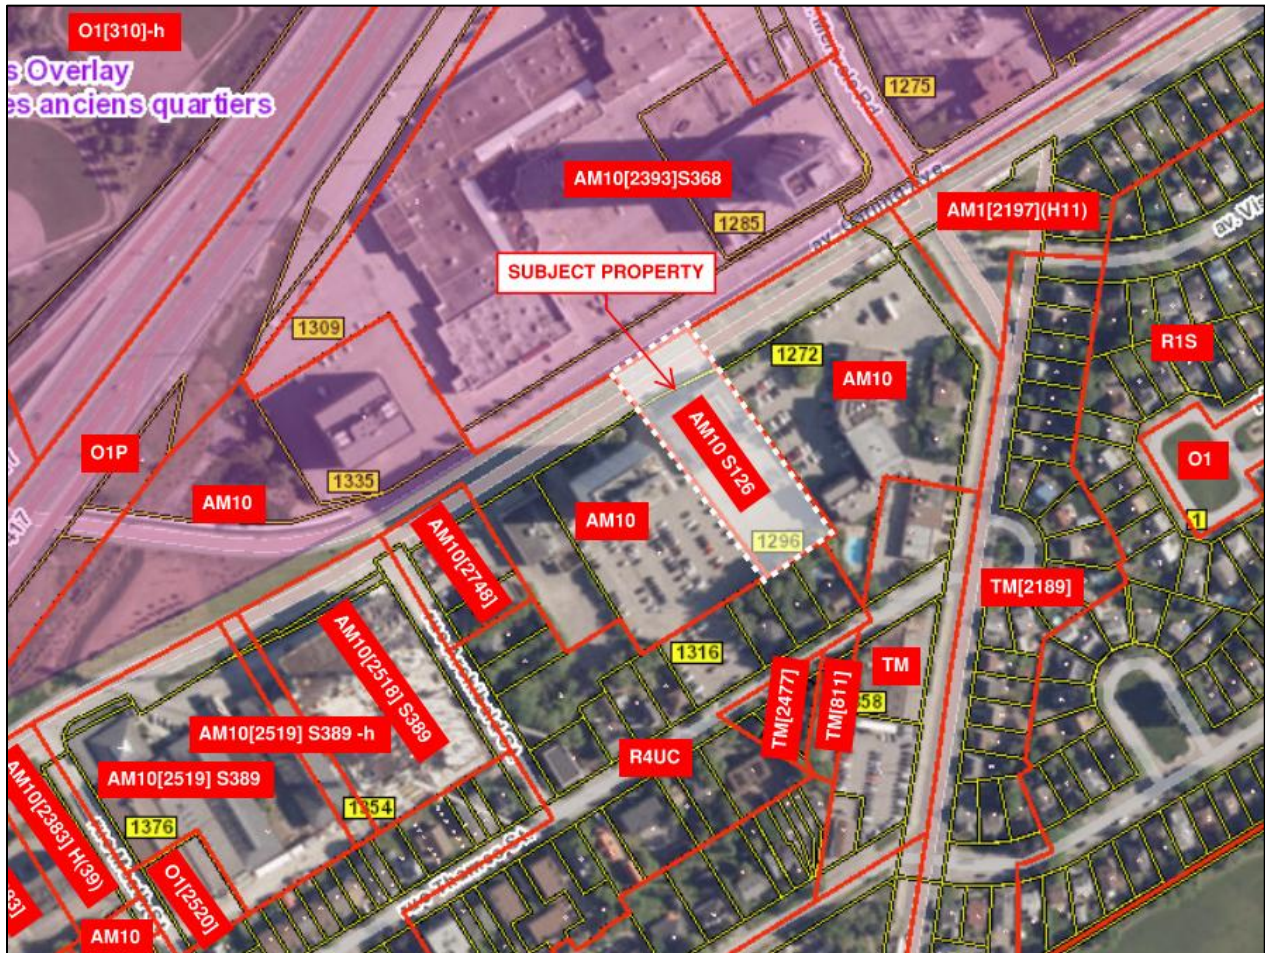 O1[310]-h
s Overlay
es anciens quartiers
1275
AM10[2393]S368
1285
AM1[2197](H11)
SUBJECT PROPERTY
1309
1272
R1S
AM10
O1
O1P
1335
AM10
AM10 S126
1
AM10
1296
AM10[2748]
TM[2189]
AM10[2518] S389
1316
TM
TM[2477]
TM[811]
258
AM10[2519] S389 -h
R4UC
AM10[2519] S389
AM10[2383] H(39)
1354
1376
O1[2520]
AM10